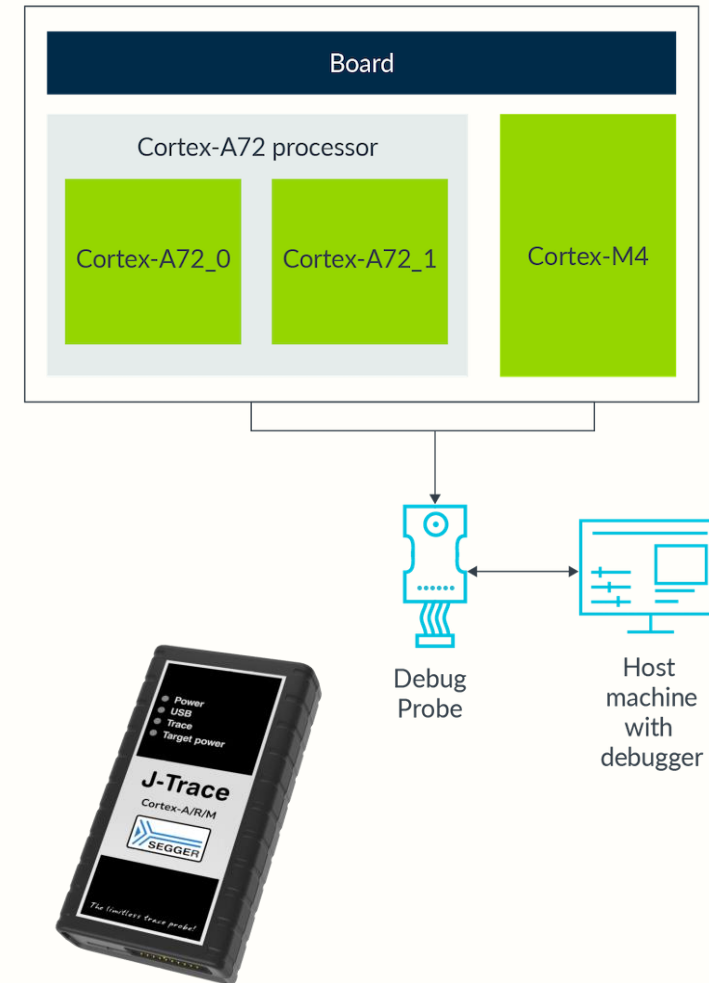 Board
Cortex-A72 processor
Cortex-A72_0
Cortex-A72_1
Cortex-M4
Debug
Probe
Host
machine
with
debugger
Power
USB
Trace
Target power
J-Trace
Cortex-A/R/M
SEGGER
The limitless trace probe!